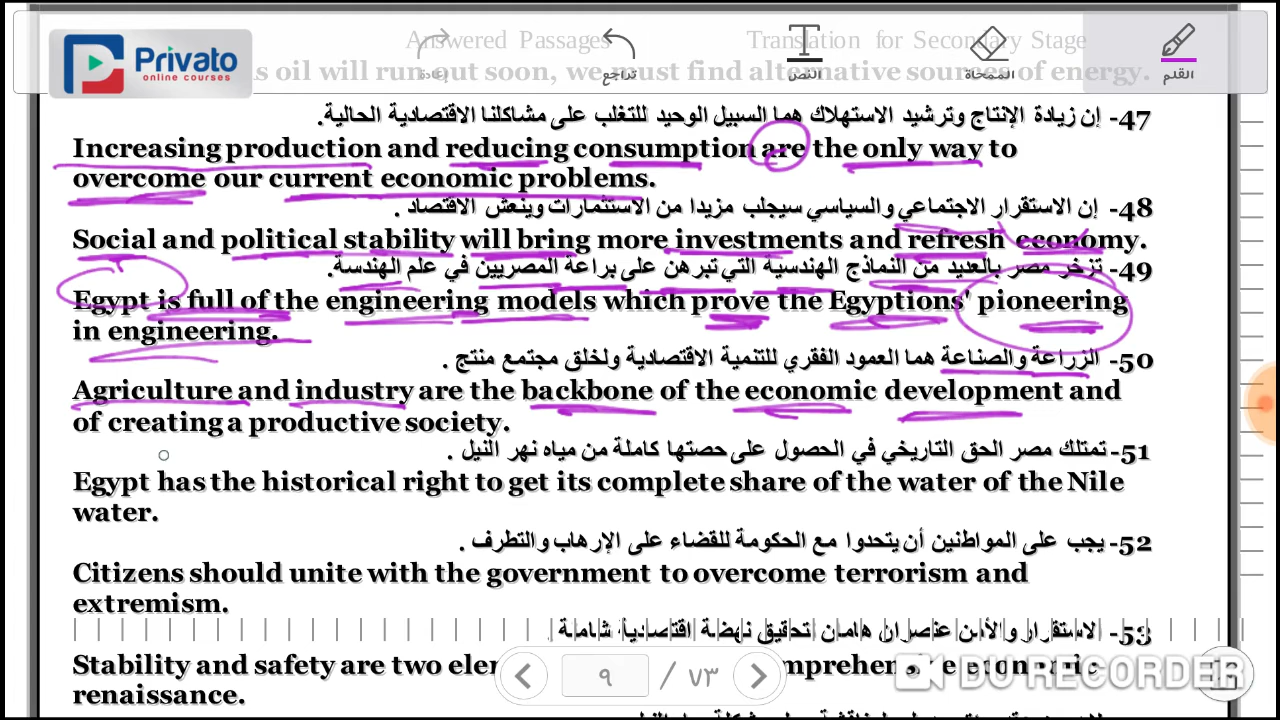 Privato
online courses
Answered Passages
Translation for Secondary Stage
إعادة
تراجع
النص
الممحاة
القلم
s oil will run out soon, we must find alternative sources of energy.
47- إن زيادة الإنتاج وترشيد الاستهلاك هما السبيل الوحيد للتغلب على مشاكلنا الاقتصادية الحالية.
Increasing production and reducing consumption are the only way to
overcome our current economic problems.
48- إن الاستقرار الاجتماعي والسياسي سيجلب مزيدا من الاستثمارات وينعش الاقتصاد .
Social and political stability will bring more investments and refresh economy.
49- تزخر مصر بالعديد من النماذج الهندسية التي تبرهن على براعة المصريين في علم الهندسة.
Egypt is full of the engineering models which prove the Egyptions' pioneering
in engineering.
50- الزراعة والصناعة هما العمود الفقري للتنمية الاقتصادية ولخلق مجتمع منتج .
Agriculture and industry are the backbone of the economic development and
of creating a productive society.
51- تمتلك مصر الحق التاريخي في الحصول على حصتها كاملة من مياه نهر النيل .
Egypt has the historical right to get its complete share of the water of the Nile
water.
52- يجب على المواطنين أن يتحدوا مع الحكومة للقضاء على الإرهاب والتطرف .
Citizens should unite with the government to overcome terrorism and
extremism.
53- الاستقرار والأمن عنصران هامان لتحقيق نهضة اقتصادية شاملة
Stability and safety are two economic
renaissance.
٩ / ٧٣
DU RECORDER